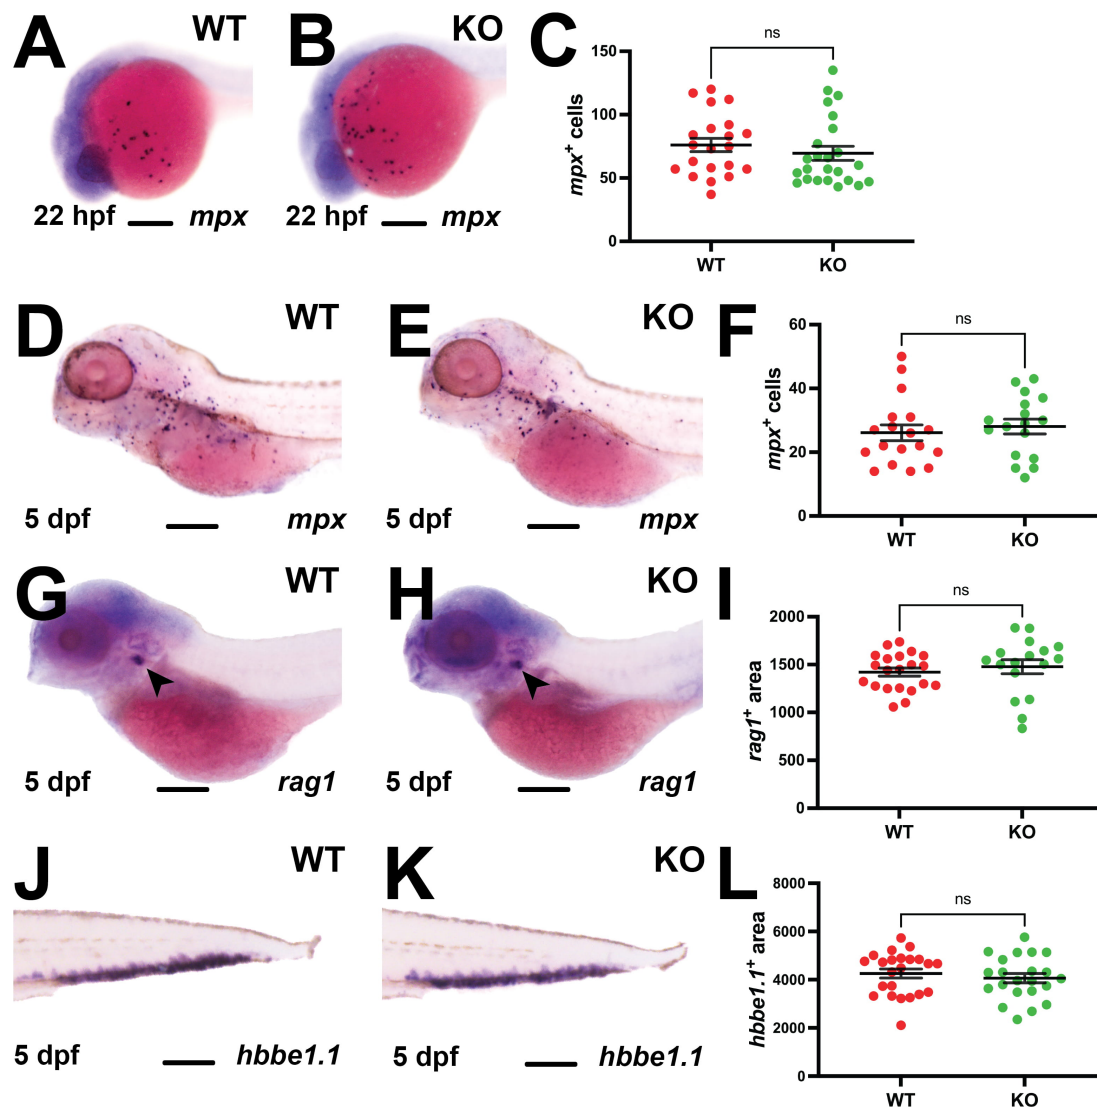 A WT
B KO
C
22 hpf mpx
22 hpf mpx
ns
150
100
50
0
mpx+ cells
WT KO
D WT
E KO
F
5 dpf mpx
5 dpf mpx
ns
60
40
20
0
mpx+ cells
WT KO
G WT
H KO
I
5 dpf rag1
5 dpf rag1
ns
2000
1500
1000
500
0
rag1+ area
WT KO
J WT
K KO
L
5 dpf hbbe1.1
5 dpf hbbe1.1
ns
8000
6000
4000
2000
0
hbbe1.1+ area
WT KO